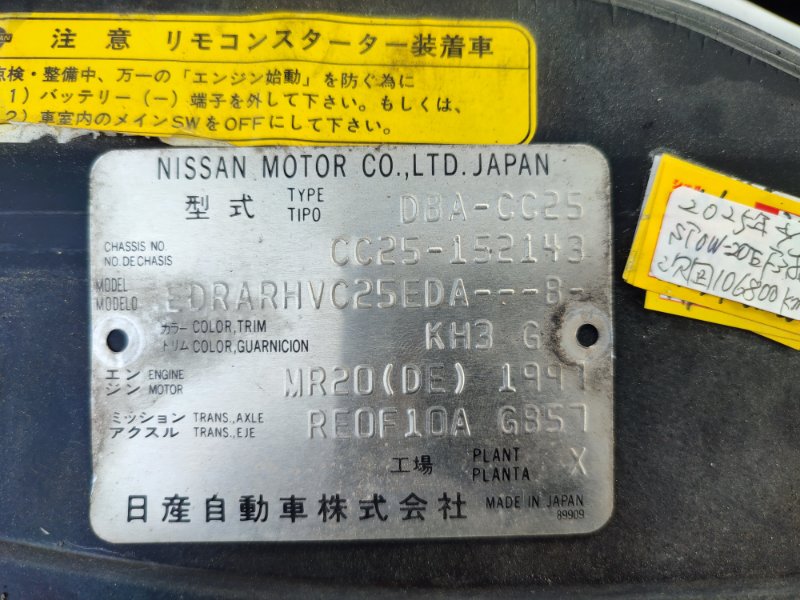 注意 リモコンスターター装着車
点検・整備中、万一の「エンジン始動」を防ぐ為に
1）バッテリー（−）端子を外して下さい。もしくは、
2）車室内のメインSWをOFFにして下さい。
NISSAN MOTOR CO.,LTD.JAPAN
型式 TYPE TIPO DBA-CC25
CHASSIS NO. NO.DECHASIS CC25-152143
MODEL MODELO EDRARHVC25EDA---B-
カラー COLOR,TRIM トリム COLOR,GUARNICION KH3 G
エンジン ENGINE MOTOR MR20(DE) 1997
ミッション TRANS.,AXLE アクスル TRANS.,EJE RE0F10A GB57
工場 PLANT PLANTA X
日産自動車株式会社 MADE IN JAPAN
89909
2025年
106800km